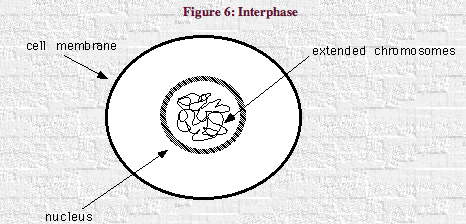 Figure 6: Interphase
cell membrane
extended chromosomes
nucleus